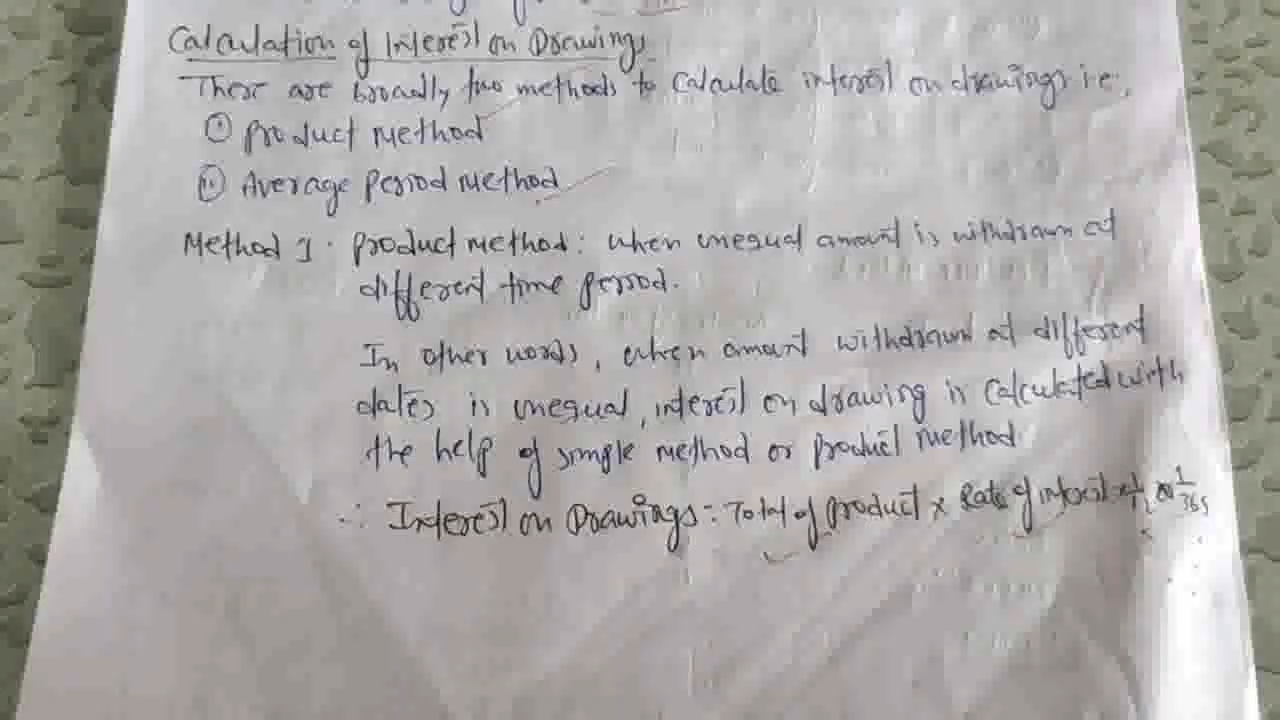 Calculation of Interest on Drawings
There are broadly two methods to calculate interest on drawings i.e,
(i) Product Method
(ii) Average Period Method
Method 1. Product Method: when unequal amount is withdrawn at
different time period.
In other words, when amount withdrawn at different
dates is unequal, interest on drawing is calculated with
the help of simple method or product method
∴ Interest on Drawings = Total of product x Rate of interest x 1/12 or 1/365